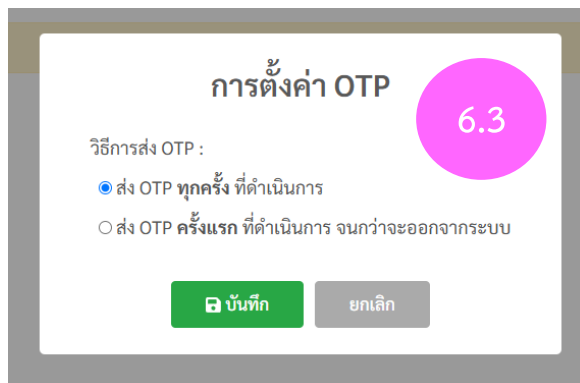 การตั้งค่า OTP
6.3
วิธีการส่ง OTP :
ส่ง OTP ทุกครั้ง ที่ดำเนินการ
ส่ง OTP ครั้งแรก ที่ดำเนินการ จนกว่าจะออกจากระบบ
บันทึก ยกเลิก